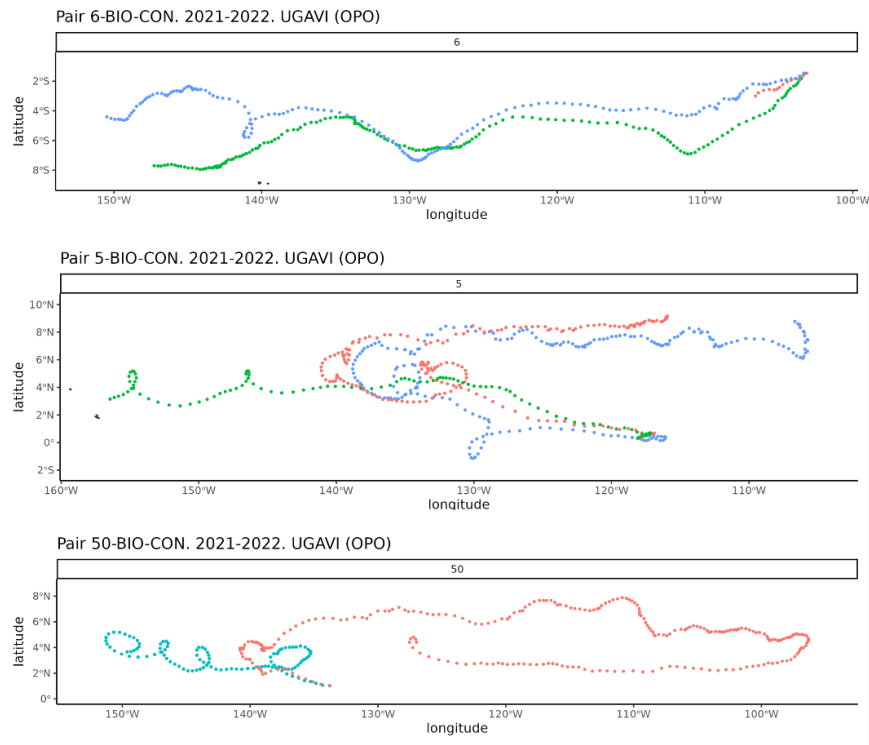 Pair 6-BIO-CON. 2021-2022. UGAVI (OPO)
6
2°S
4°S
6°S
8°S
latitude
150°W 140°W 130°W 120°W 110°W 100°W
longitude
Pair 5-BIO-CON. 2021-2022. UGAVI (OPO)
5
10°N
8°N
6°N
4°N
2°N
0°
2°S
latitude
160°W 150°W 140°W 130°W 120°W 110°W
longitude
Pair 50-BIO-CON. 2021-2022. UGAVI (OPO)
50
8°N
6°N
4°N
2°N
0°
latitude
150°W 140°W 130°W 120°W 110°W 100°W
longitude